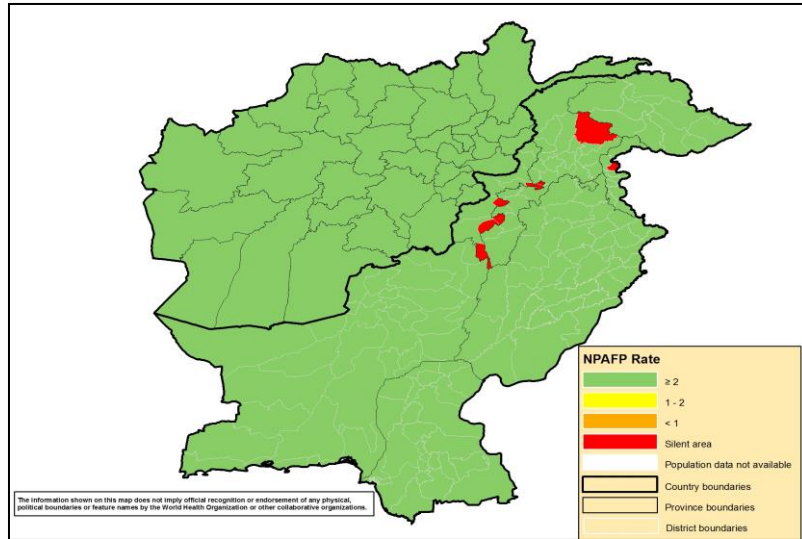 NPAFP Rate
≥ 2
1 - 2
< 1
Silent area
Population data not available
Country boundaries
Province boundaries
District boundaries
The information shown on this map does not imply official recognition or endorsement of any physical,
political boundaries or feature names by the World Health Organization or other collaborative organizations.